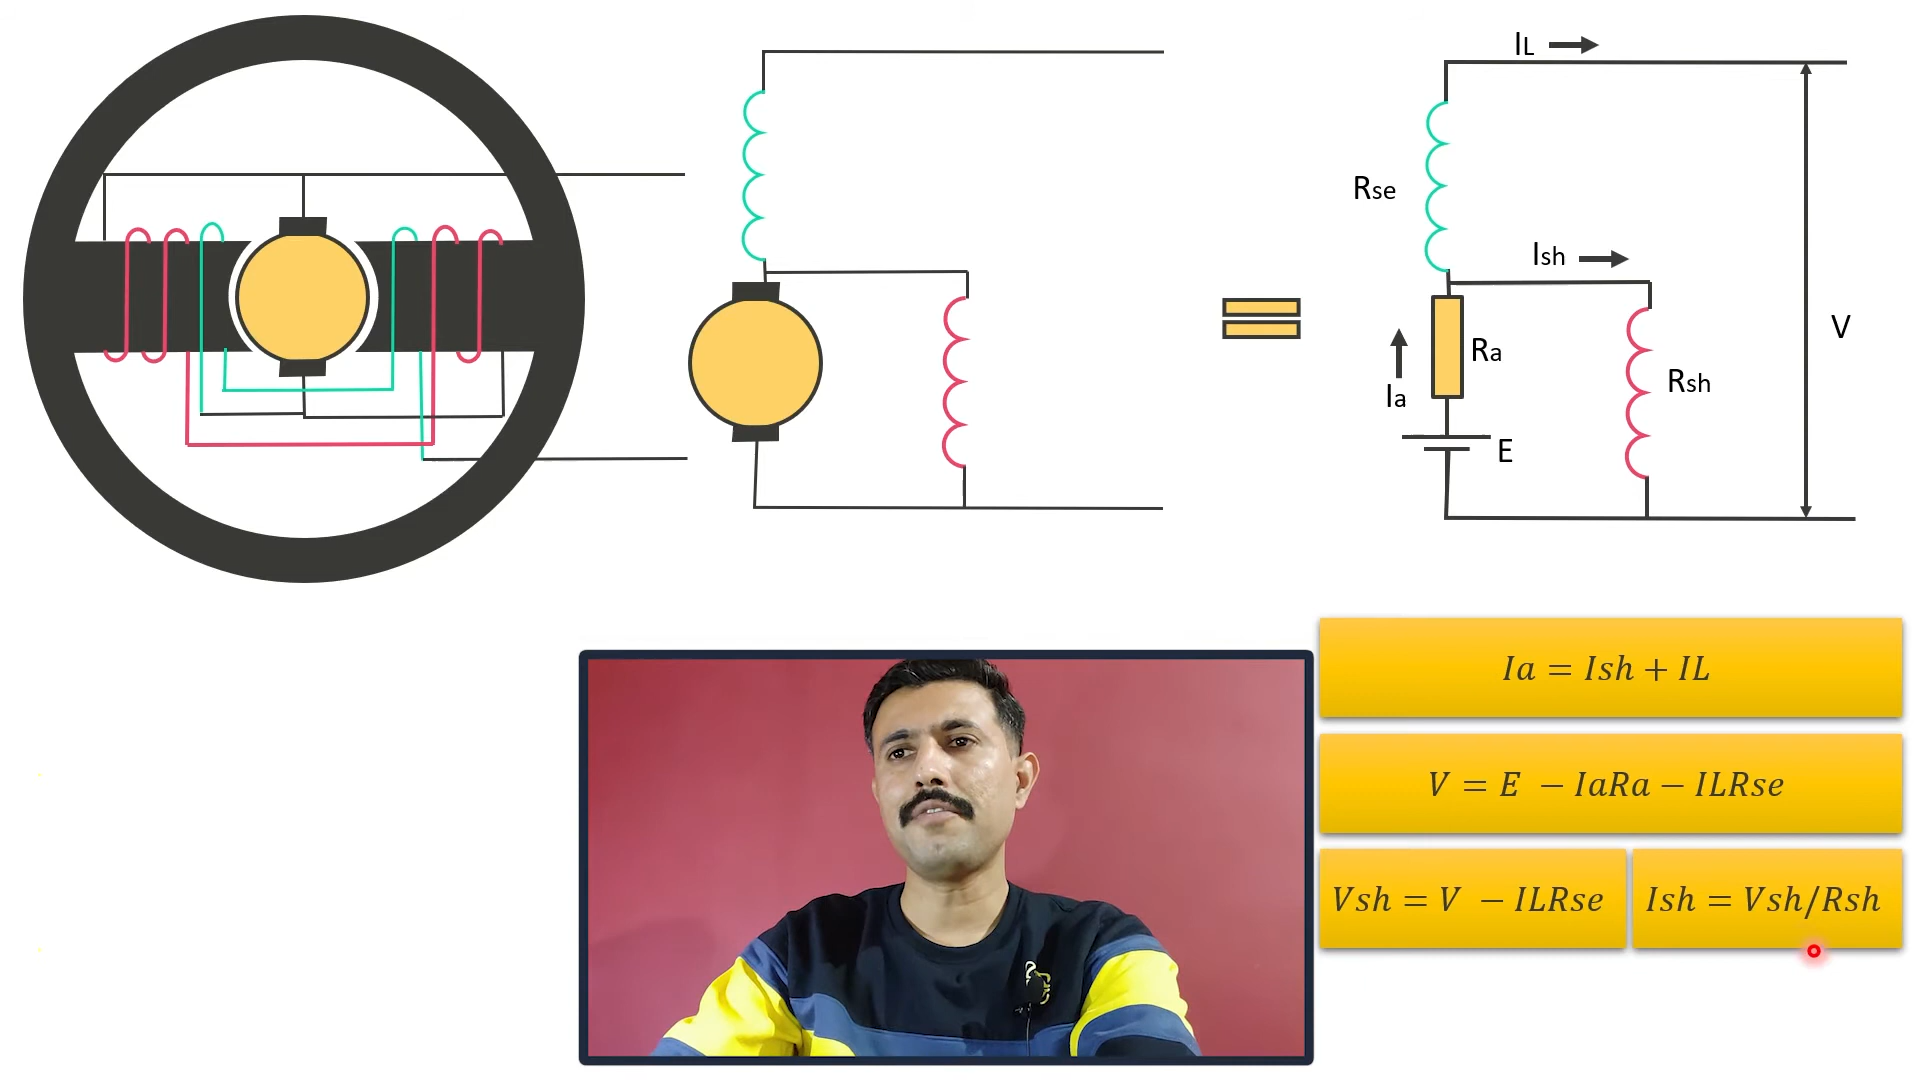 IL
Rse
Ish
Ra
Ia
E
Rsh
V
Ia = Ish + IL
V = E − IaRa − ILRse
Vsh = V − ILRse
Ish = Vsh/Rsh